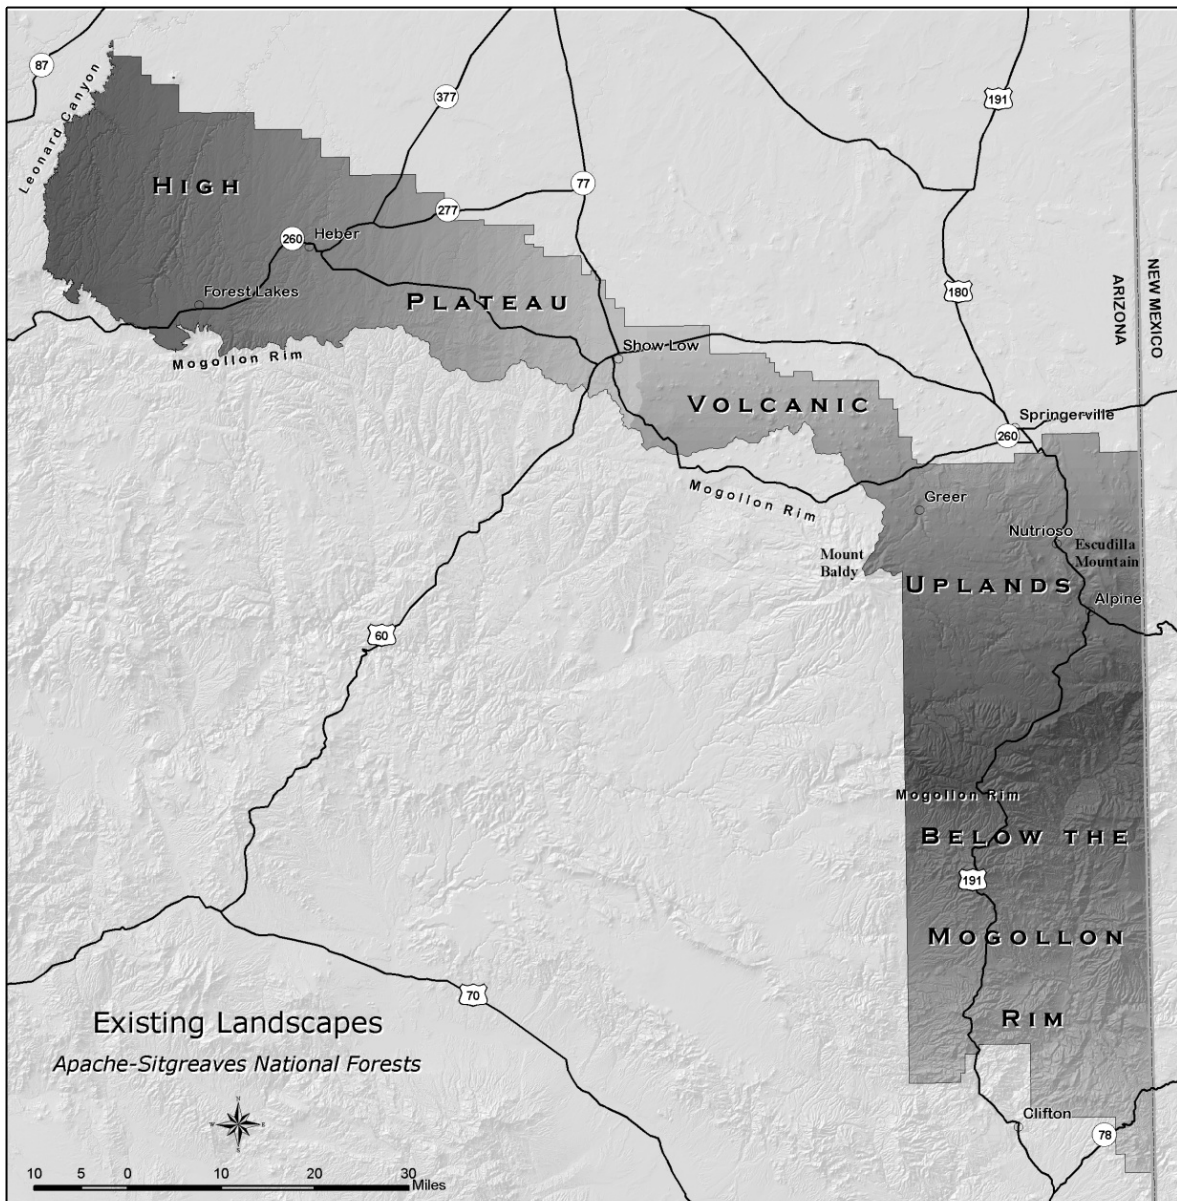 87
377
191
Leonard Canyon
HIGH
77
277
260
Heber
NEW MEXICO
ARIZONA
180
Forest Lakes
PLATEAU
Mogollon Rim
Show Low
VOLCANIC
Springerville
260
Mogollon Rim
Greer
Nutrioso
Escudilla
Mountain
Mount
Baldy
UPLANDS
Alpine
60
Mogollon Rim
BELOW THE
191
MOGOLLON
70
RIM
Existing Landscapes
Apache-Sitgreaves National Forests
N
W E
S
Clifton
78
10 5 0 10 20 30
Miles